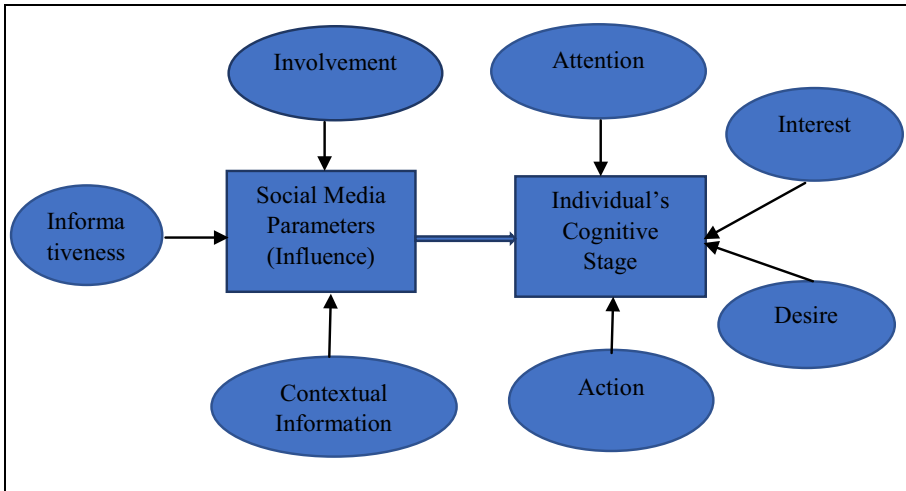 Involvement
Attention
Interest
Informa
tiveness
Social Media
Parameters
(Influence)
Individual’s
Cognitive
Stage
Desire
Contextual
Information
Action